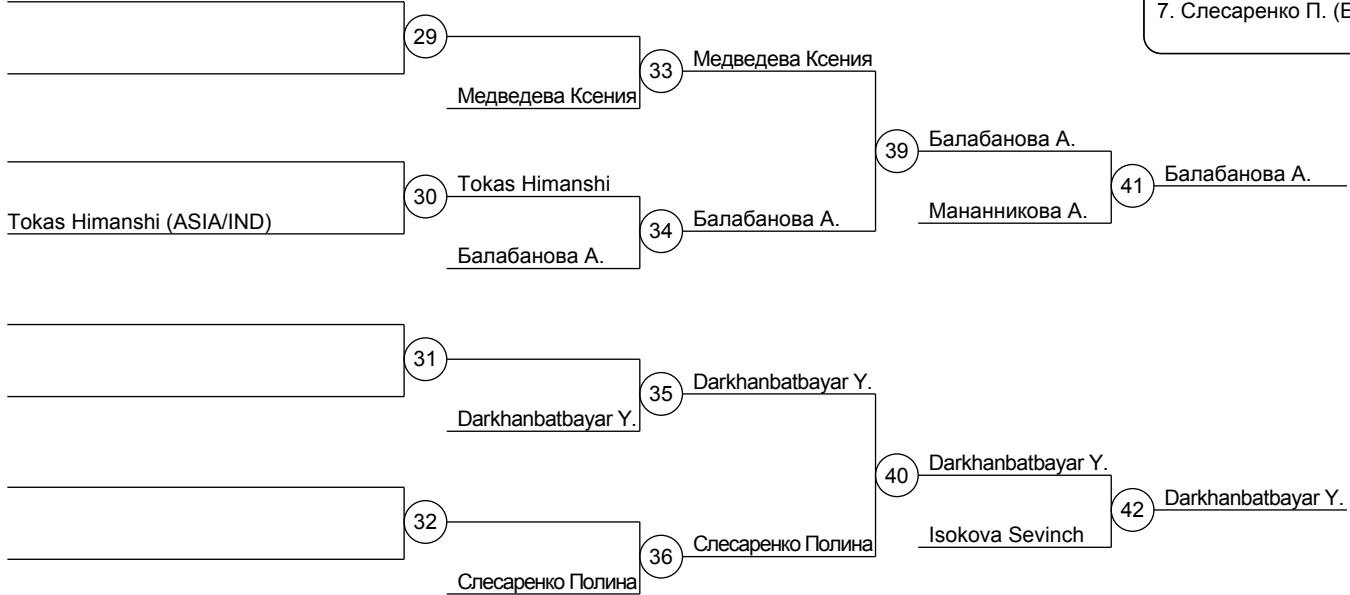 7. Слесаренко П. (E
29
Медведева Ксения
33
Медведева Ксения
39
Балабанова А.
Мананникова А.
41
Балабанова А.
Tokas Himanshi (ASIA/IND)
30
Tokas Himanshi
Балабанова А.
34
Балабанова А.
31
Darkhanbatbayar Y.
35
Darkhanbatbayar Y.
40
Darkhanbatbayar Y.
Isokova Sevinch
42
Darkhanbatbayar Y.
32
Слесаренко Полина
36
Слесаренко Полина